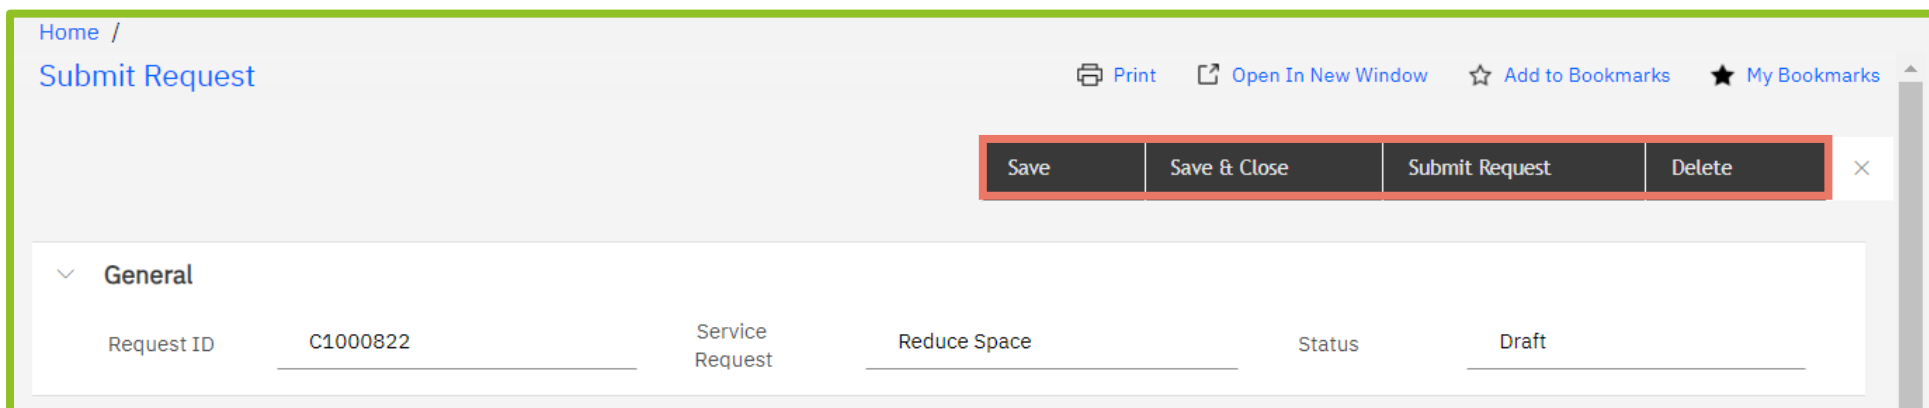 Home /
Submit Request
Print Open In New Window Add to Bookmarks My Bookmarks
Save Save & Close Submit Request Delete
General
Request ID C1000822 Service Request Reduce Space Status Draft